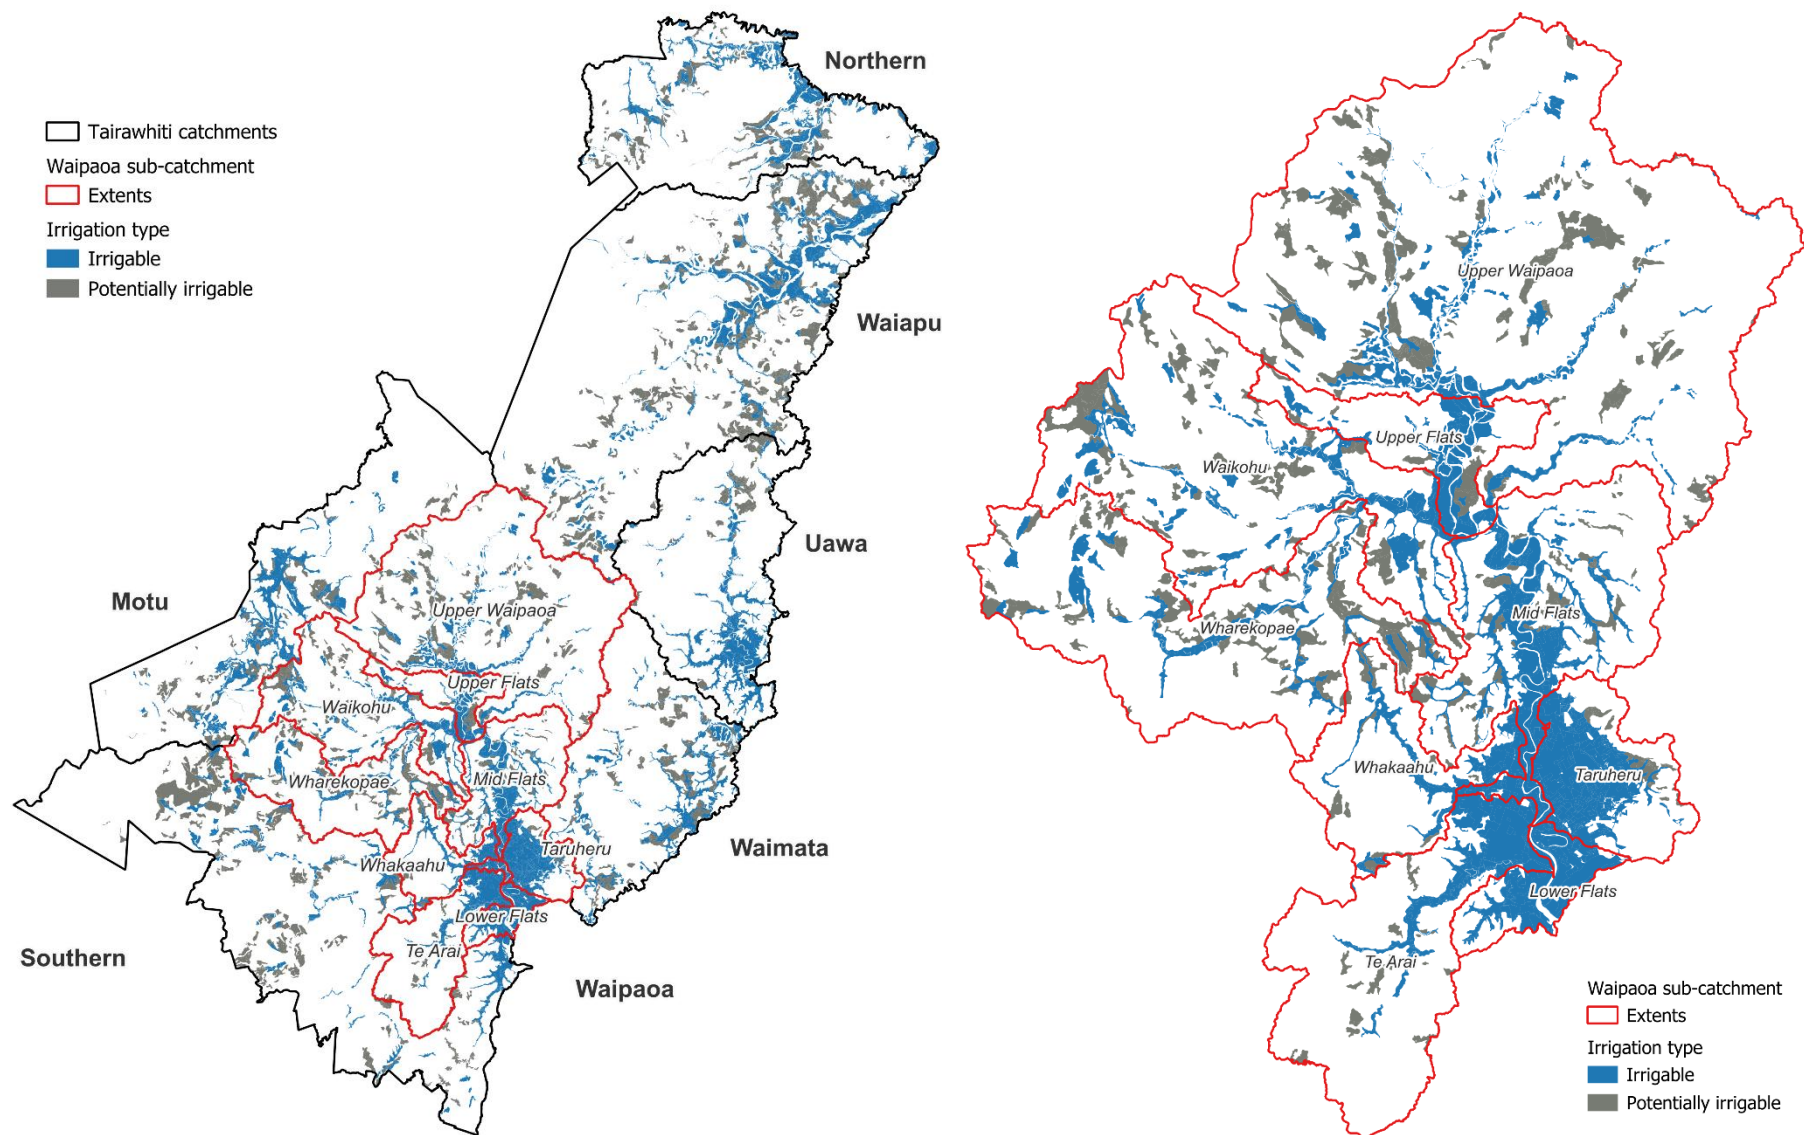 Northern
Tairawhiti catchments
Waipaoa sub-catchment
Extents
Irrigation type
Irrigable
Potentially irrigable
Waiapu
Uawa
Motu
Upper Waipaoa
Upper Flats
Waikohu
Wharekopae
Mid Flats
Whakaahu
Taruheru
Waimata
Lower Flats
Te Arai
Southern
Waipaoa
Upper Waipaoa
Upper Flats
Waikohu
Mid Flats
Wharekopae
Whakaahu
Taruheru
Lower Flats
Te Arai
Waipaoa sub-catchment
Extents
Irrigation type
Irrigable
Potentially irrigable